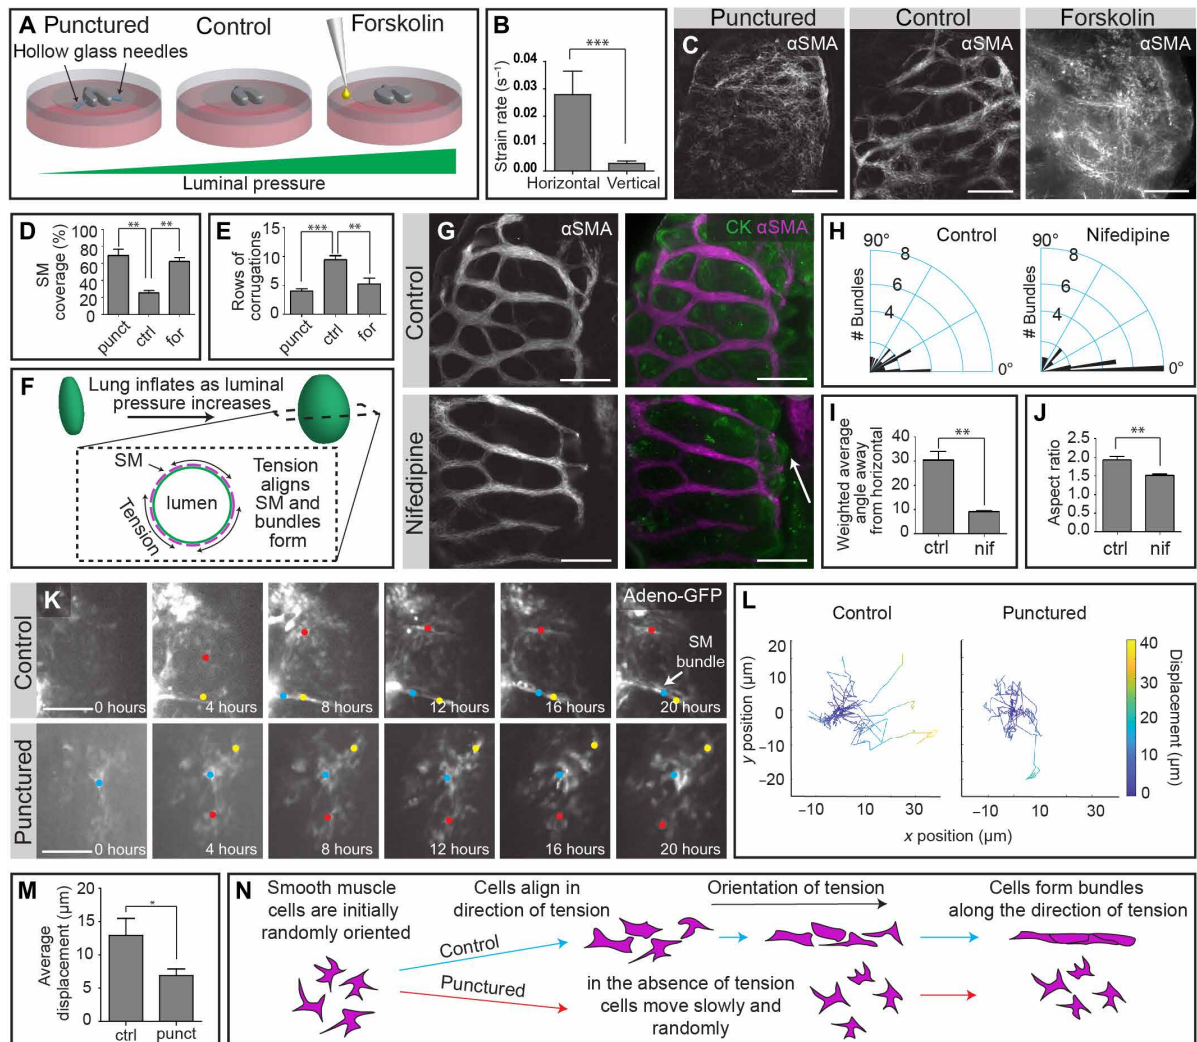 A
Punctured
Control
Forskolin
Hollow glass needles
Luminal pressure
B
***
Strain rate (s⁻¹)
0.04
0.03
0.02
0.01
0.00
Horizontal Vertical
Punctured
Control
Forskolin
C
αSMA
αSMA
αSMA
D
** **
SM
coverage (%)
100
80
60
40
20
0
punct
ctrl
for
E
*** **
Rows of
corrugations
15
10
5
0
punct
ctrl
for
F
Lung inflates as luminal
pressure increases
SM
lumen
Tension
Tension
aligns
SM and
bundles
form
G
αSMA
CK αSMA
Control
Nifedipine
H
Control
Nifedipine
90°
8
6
4
# Bundles
0°
90°
8
6
4
# Bundles
0°
I
**
Weighted average
angle away
from horizontal
40
30
20
10
0
ctrl nif
J
**
Aspect ratio
2.5
2.0
1.5
1.0
0.5
0.0
ctrl nif
K
Adeno-GFP
Control
SM
bundle
0 hours
4 hours
8 hours
12 hours
16 hours
20 hours
Punctured
0 hours
4 hours
8 hours
12 hours
16 hours
20 hours
L
Control
Punctured
y position (µm)
20
10
0
−10
−20
−10 10 30
−10 10 30
x position (µm)
40
30
20
10
0
Displacement (µm)
M
*
Average
displacement (µm)
20
15
10
5
0
ctrl punct
N
Smooth muscle
cells are initially
randomly oriented
Control
Punctured
Cells align in
direction of tension
Orientation of tension
Cells form bundles
along the direction of tension
in the absence of tension
cells move slowly and
randomly